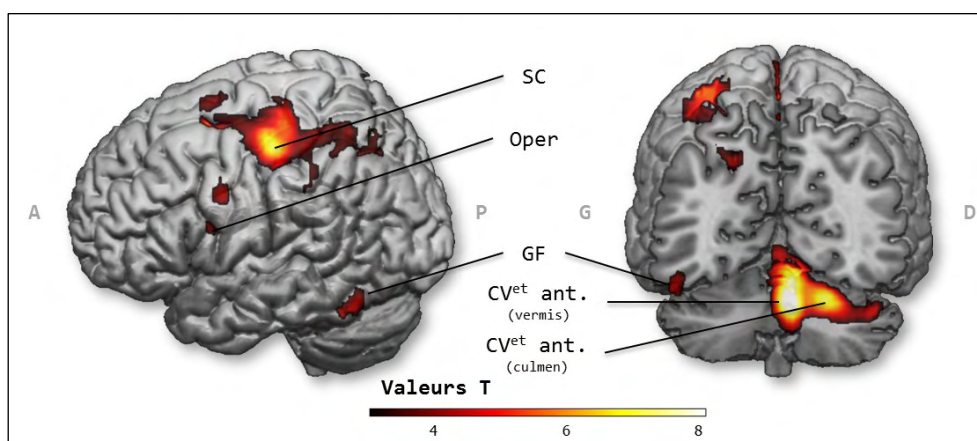 SC
Oper
A
P
G
D
GF
CVet ant.
(vermis)
CVet ant.
(culmen)
Valeurs T
4 6 8